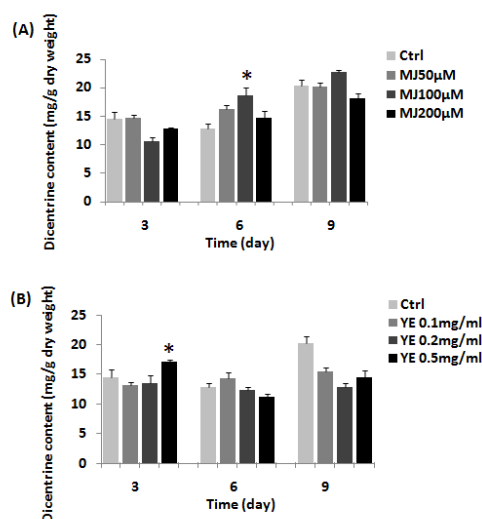 (A)
Dicentrine content (mg/g dry weight)
25
20
15
10
5
0
*
3 6 9
Time (day)
Ctrl
MJ50µM
MJ100µM
MJ200µM
(B)
Dicentrine content (mg/g dry weight)
25
20
15
10
5
0
*
3 6 9
Time (day)
Ctrl
YE 0.1mg/ml
YE 0.2mg/ml
YE 0.5mg/ml